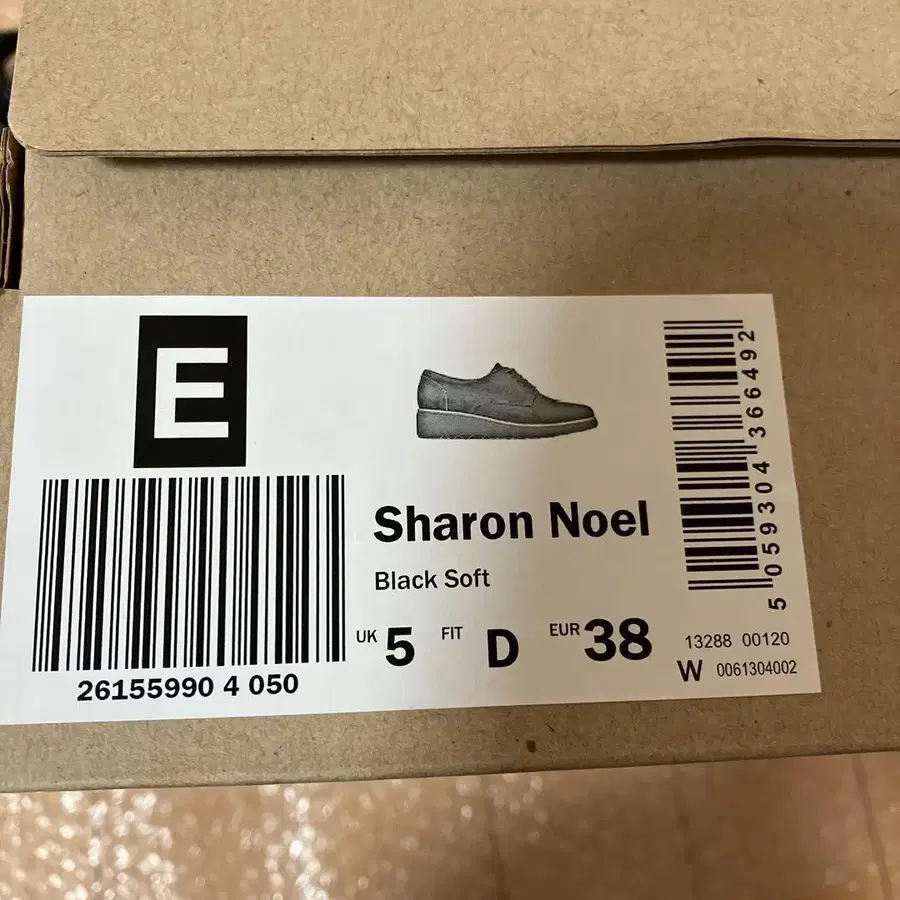 E
Sharon Noel
Black Soft
UK 5 FIT D EUR 38
26155990 4 050
5 059304 366492
13288 00120
W 0061304002